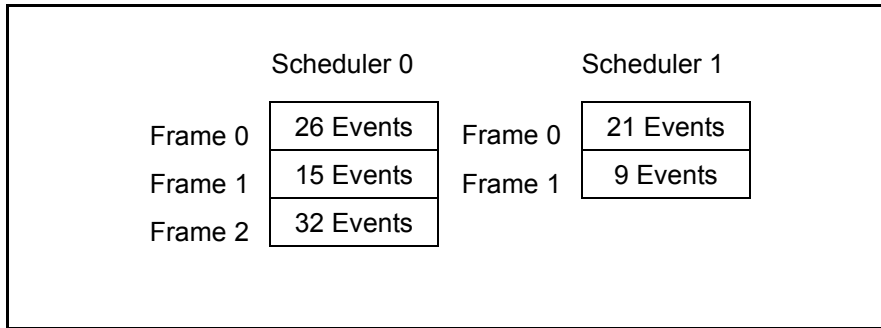 Scheduler 0 Scheduler 1
Frame 0 26 Events Frame 0 21 Events
Frame 1 15 Events Frame 1 9 Events
Frame 2 32 Events